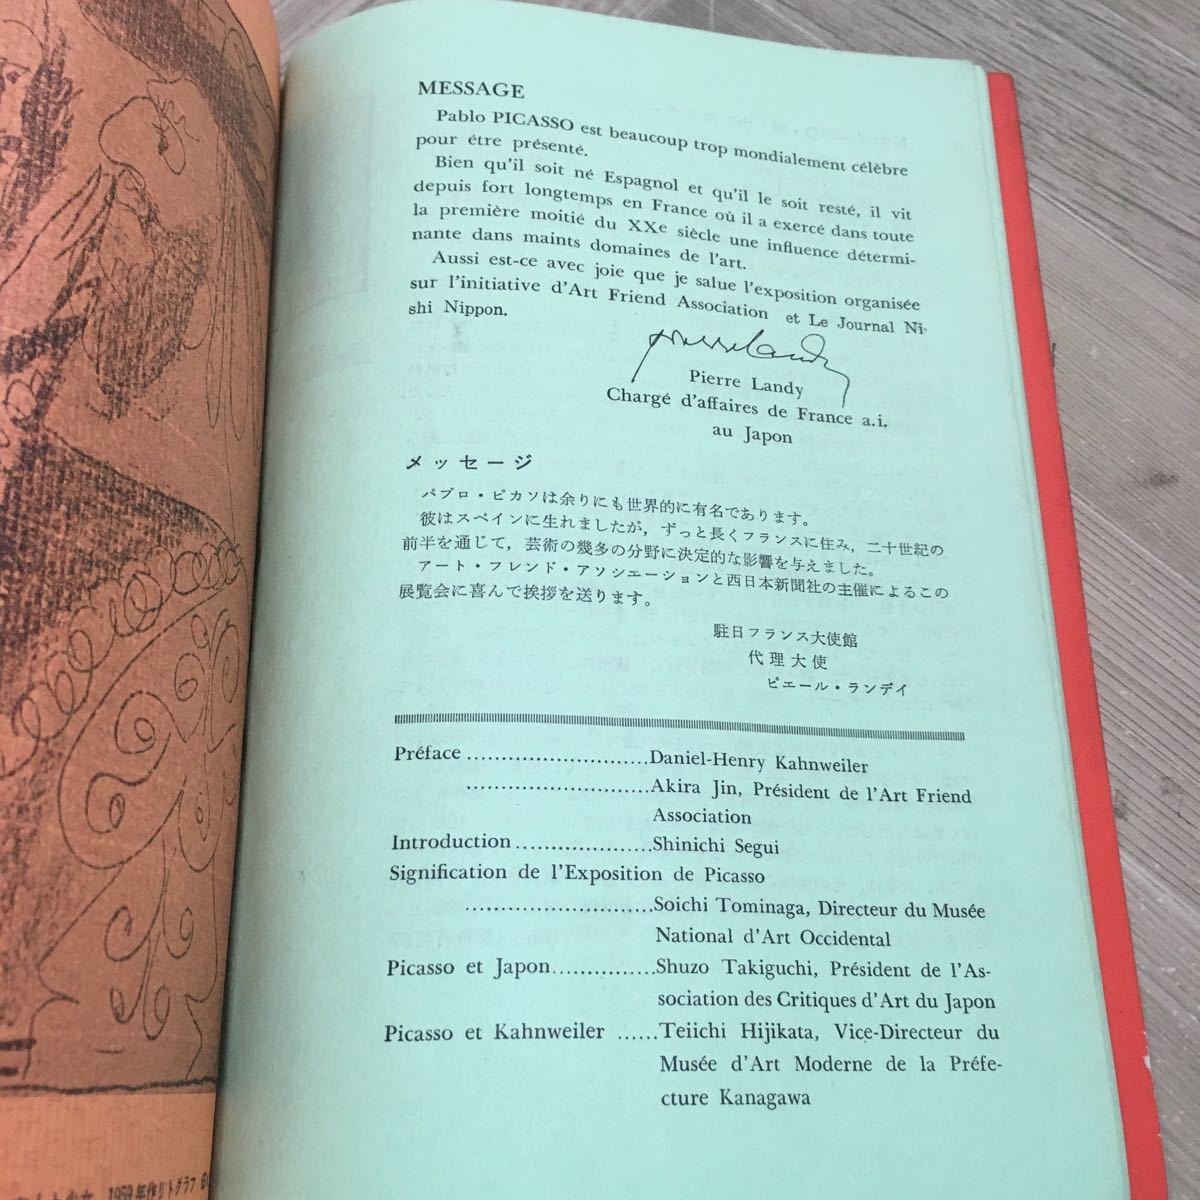 MESSAGE
Pablo PICASSO est beaucoup trop mondialement célèbre
pour être présenté.
Bien qu'il soit né Espagnol et qu'il le soit resté, il vit
depuis fort longtemps en France où il a exercé dans toute
la première moitié du XXe siècle une influence détermi-
nante dans maints domaines de l'art.
Aussi est-ce avec joie que je salue l'exposition organisée
sur l'initiative d'Art Friend Association et Le Journal Ni-
shi Nippon.
Pierre Landy
Chargé d'affaires de France a.i.
au Japon
メッセージ
パブロ・ピカソは余りにも世界的に有名であります。
彼はスペインに生れましたが，ずっと長くフランスに住み，二十世紀の
前半を通じて，芸術の幾多の分野に決定的な影響を与えました。
アート・フレンド・アソシエーションと西日本新聞社の主催によるこの
展覧会に喜んで挨拶を送ります。
駐日フランス大使館
代理大使
ピエール・ランデイ
Préface ............................Daniel-Henry Kahnweiler
............................Akira Jin, Président de l'Art Friend
Association
Introduction.....................Shinichi Segui
Signification de l'Exposition de Picasso
.............................Soichi Tominaga, Directeur du Musée
National d'Art Occidental
Picasso et Japon................Shuzo Takiguchi, Président de l'As-
sociation des Critiques d'Art du Japon
Picasso et Kahnweiler ......Teiichi Hijikata, Vice-Directeur du
Musée d'Art Moderne de la Préfe-
cture Kanagawa
少女 1959年作リトグラフ